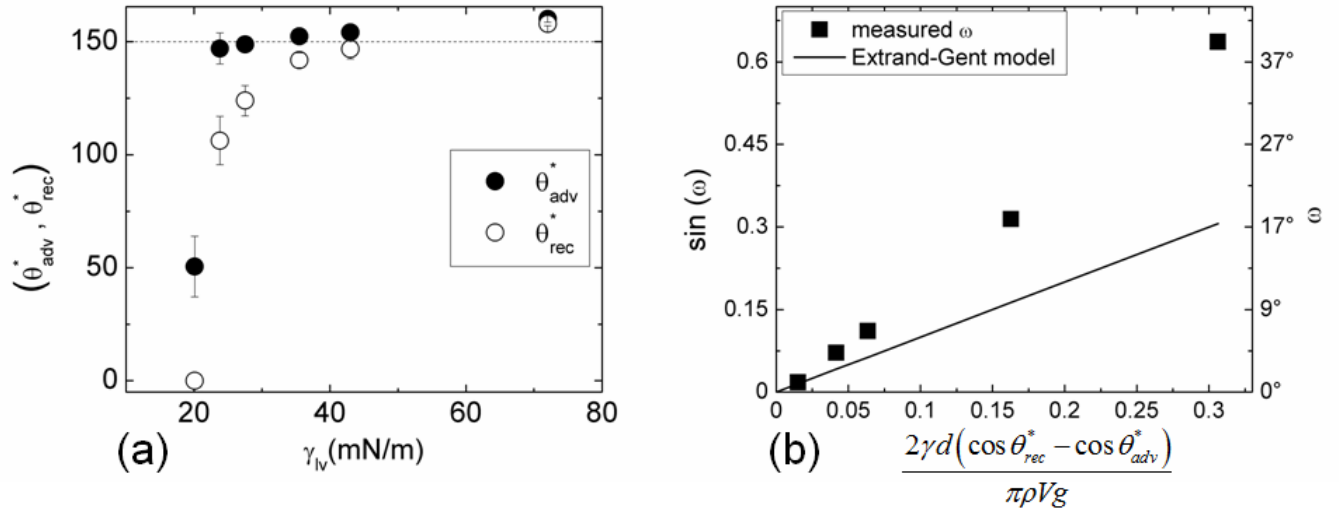 150
100
50
0
20
40
60
80
(θ*adv , θ*rec)
θ*adv
θ*rec
(a)
γlv(mN/m)
0.6
0.45
0.3
0.15
0
37°
27°
17°
9°
0°
sin (ω)
ω
measured ω
Extrand-Gent model
0 0.05 0.1 0.15 0.2 0.25 0.3
(b)
2γd(cosθ*rec − cosθ*adv)
πρVg